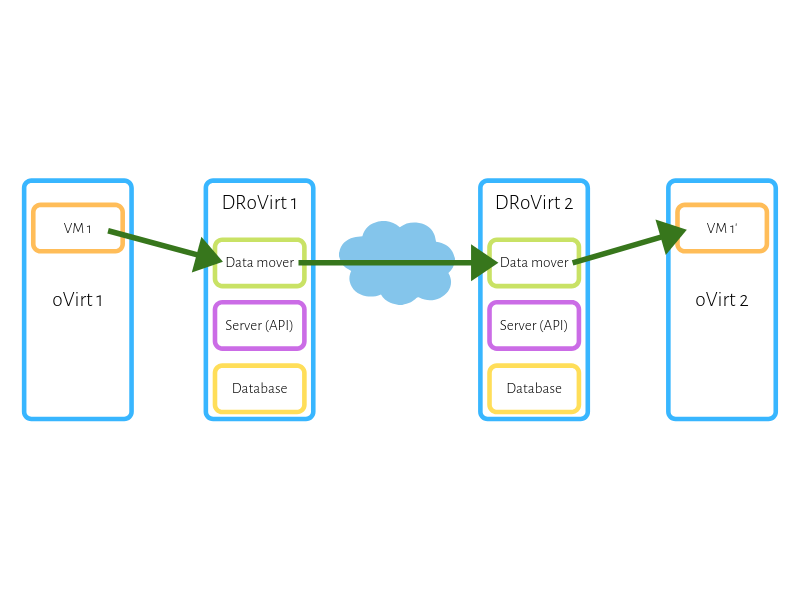 VM 1
oVirt 1
DRoVirt 1
Data mover
Server (API)
Database
DRoVirt 2
Data mover
Server (API)
Database
VM 1'
oVirt 2